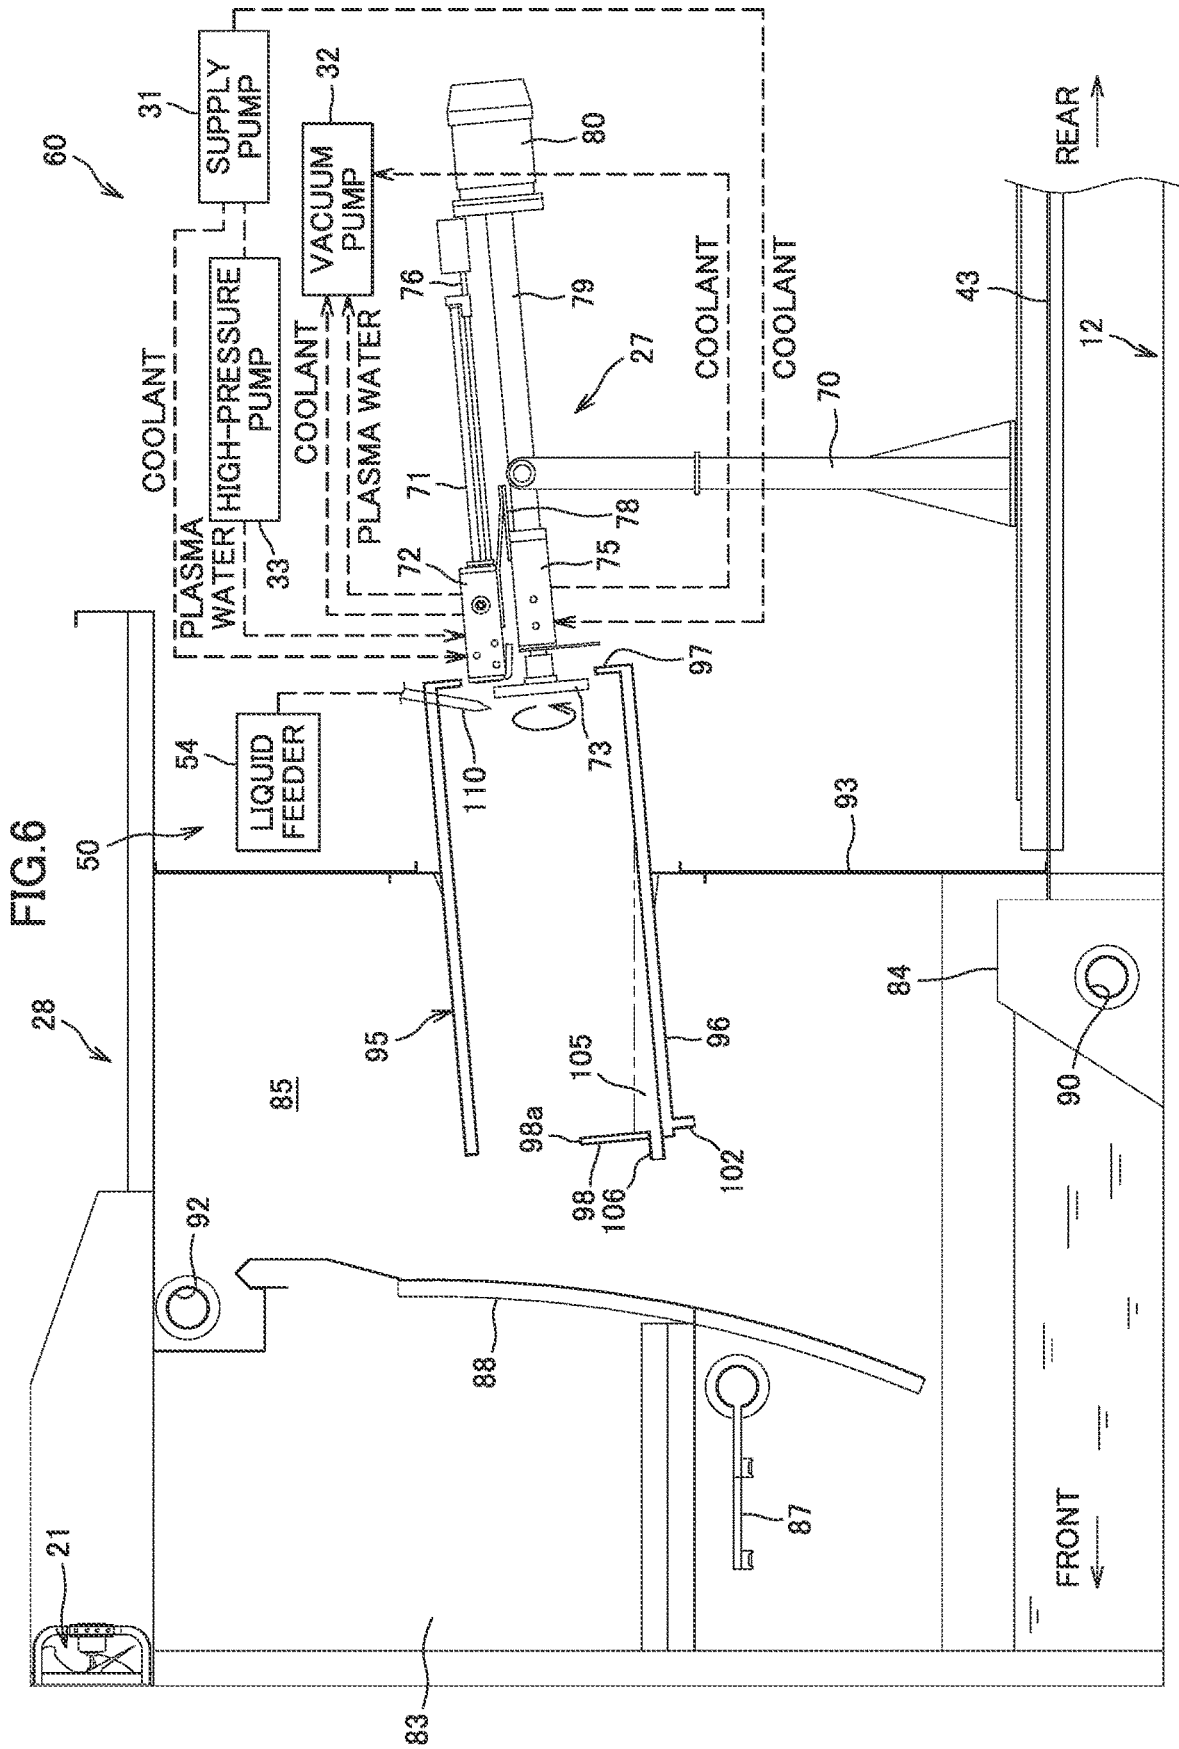 FIG.6
60
31
SUPPLY
PUMP
32
VACUUM
PUMP
HIGH-PRESSURE
PUMP
33
COOLANT
PLASMA
WATER
COOLANT
PLASMA WATER
COOLANT
COOLANT
54
LIQUID
FEEDER
50
28
21
80
76
79
71
72
27
78
75
70
43
12
REAR
110
73
97
93
95
96
85
105
98a
98
106
102
84
90
92
88
87
83
FRONT